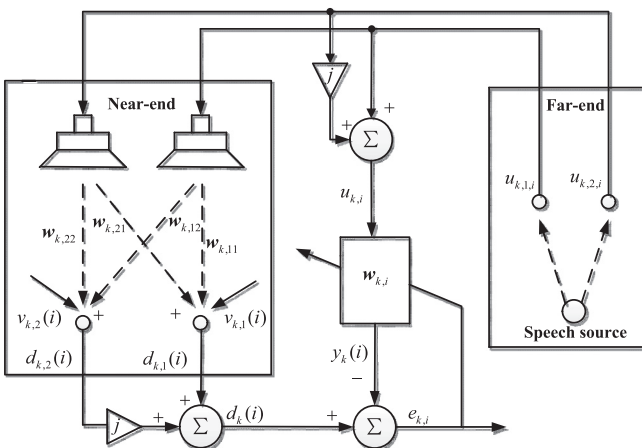 j
Near-end
Far-end
+
+ Σ
u_{k,1,i}
u_{k,2,i}
u_{k,i}
w_{k,22}
w_{k,21}
w_{k,12}
w_{k,11}
w_{k,i}
v_{k,2}(i)
+
+
v_{k,1}(i)
Speech source
d_{k,2}(i)
d_{k,1}(i)
y_k(i)
+
−
j
+ Σ
d_k(i)
+ Σ
e_{k,i}